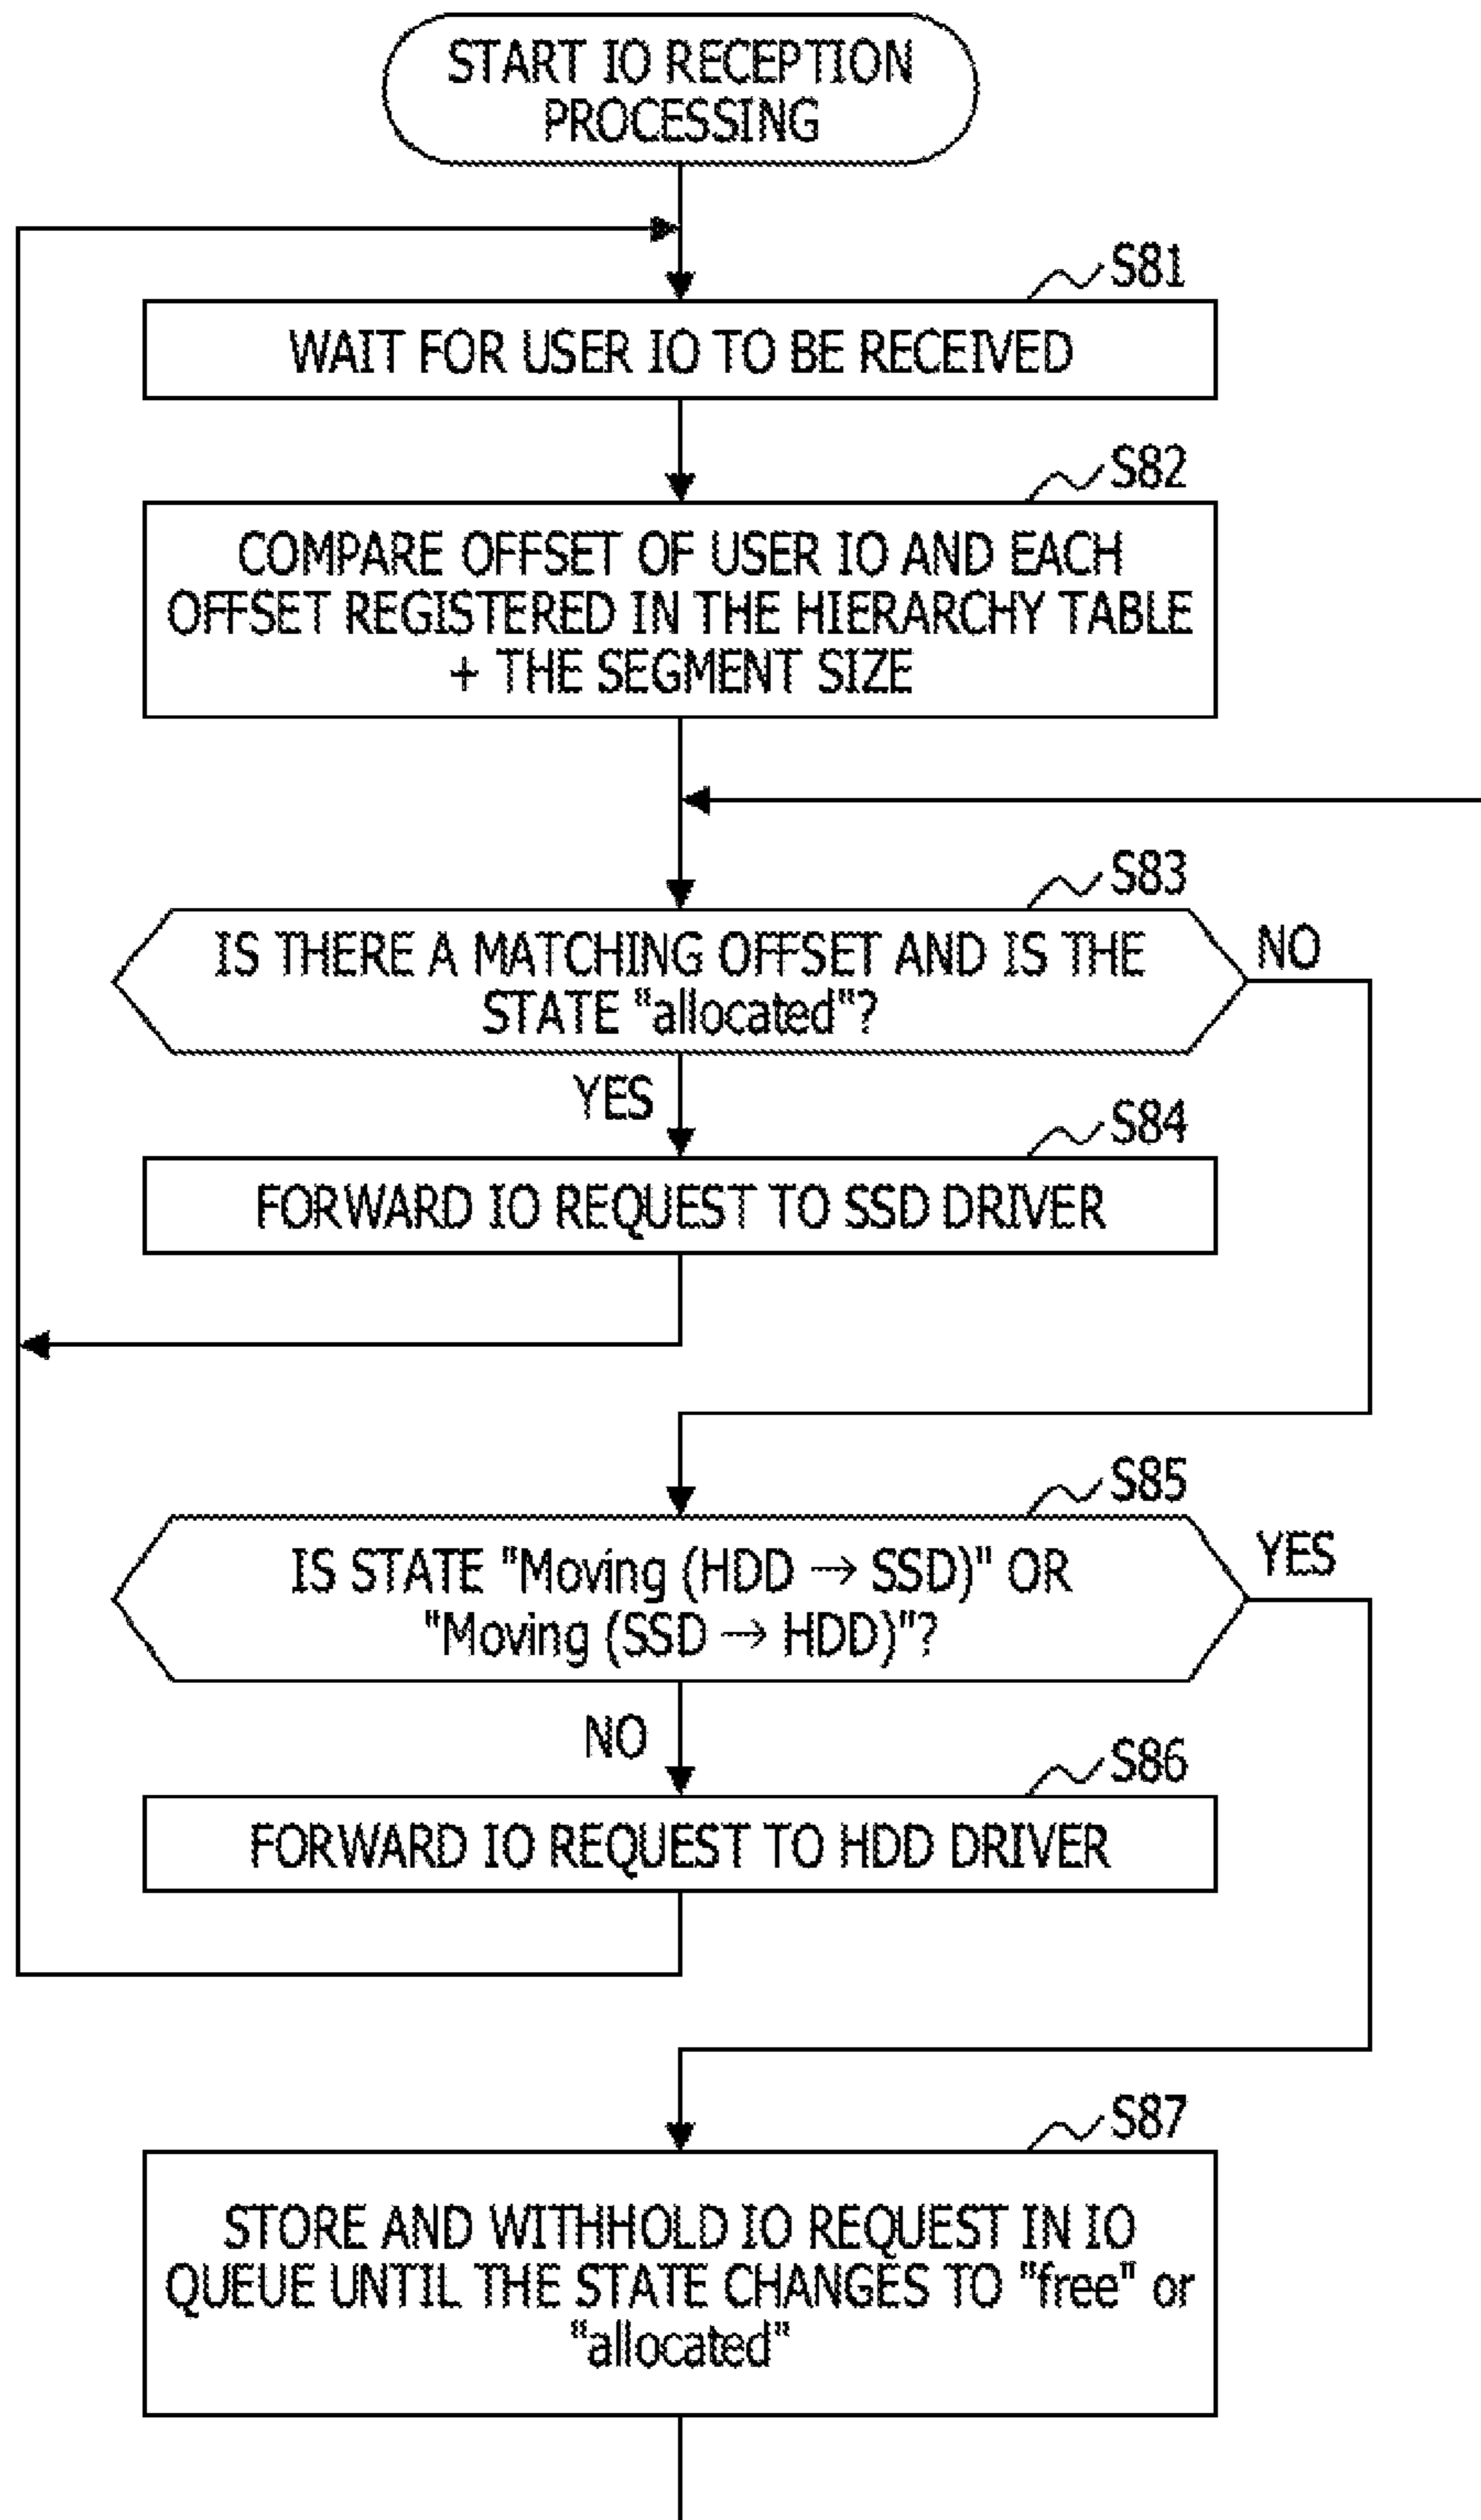 START IO RECEPTION
PROCESSING
S81
WAIT FOR USER IO TO BE RECEIVED
S82
COMPARE OFFSET OF USER IO AND EACH
OFFSET REGISTERED IN THE HIERARCHY TABLE
+ THE SEGMENT SIZE
S83
IS THERE A MATCHING OFFSET AND IS THE
STATE "allocated"?
NO
YES
S84
FORWARD IO REQUEST TO SSD DRIVER
S85
IS STATE "Moving (HDD → SSD)" OR
"Moving (SSD → HDD)"?
YES
NO
S86
FORWARD IO REQUEST TO HDD DRIVER
S87
STORE AND WITHHOLD IO REQUEST IN IO
QUEUE UNTIL THE STATE CHANGES TO "free" or
"allocated"